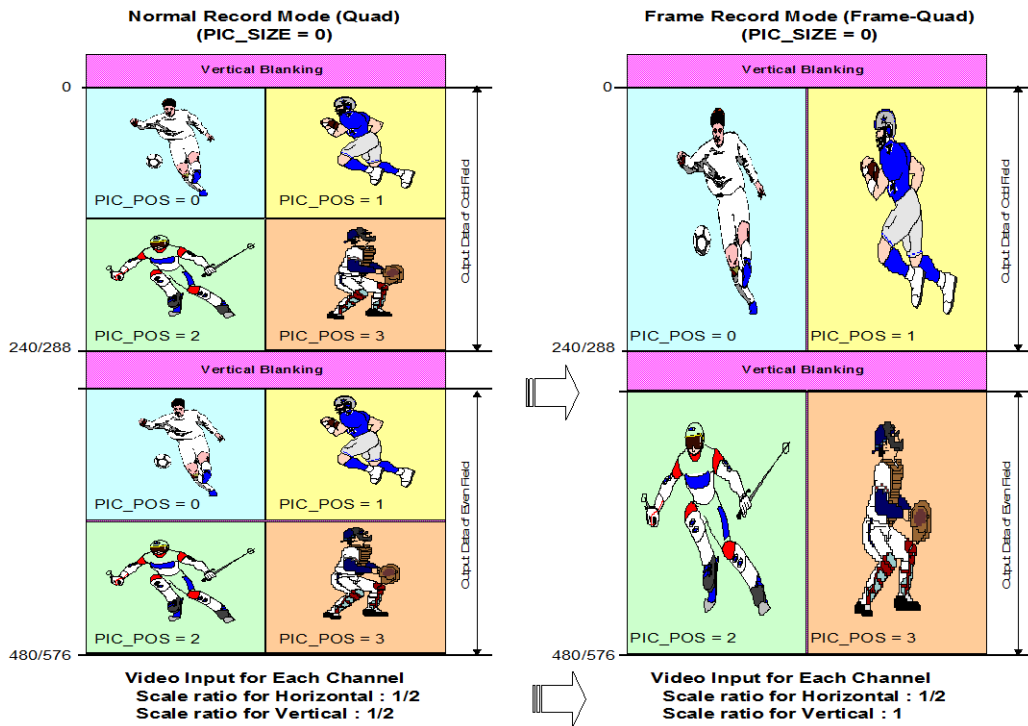 Normal Record Mode (Quad)
(PIC_SIZE = 0)
Vertical Blanking
0
PIC_POS = 0
PIC_POS = 1
PIC_POS = 2
PIC_POS = 3
Output Data of Odd Field
240/288
Vertical Blanking
PIC_POS = 0
PIC_POS = 1
PIC_POS = 2
PIC_POS = 3
Output Data of Even Field
480/576
Video Input for Each Channel
Scale ratio for Horizontal : 1/2
Scale ratio for Vertical : 1/2
Frame Record Mode (Frame-Quad)
(PIC_SIZE = 0)
Vertical Blanking
0
PIC_POS = 0
PIC_POS = 1
Output Data of Odd Field
240/288
Vertical Blanking
PIC_POS = 2
PIC_POS = 3
Output Data of Even Field
480/576
Video Input for Each Channel
Scale ratio for Horizontal : 1/2
Scale ratio for Vertical : 1